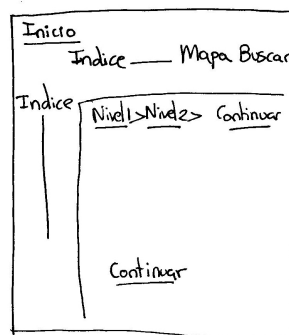 Inicio
Indice Mapa Buscar
Indice
Nivel1>Nivel2> Continuar
Continuar